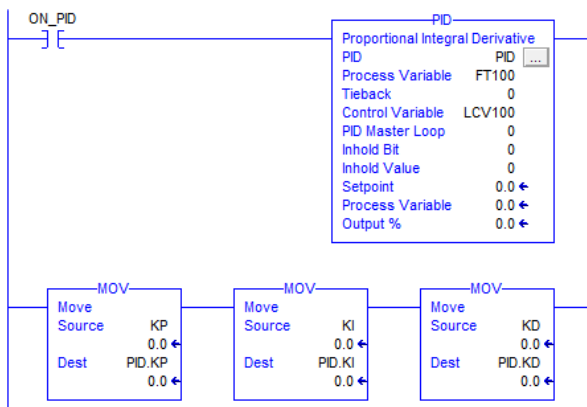 ON_PID
PID
Proportional Integral Derivative
PID PID ...
Process Variable FT100
Tieback 0
Control Variable LCV100
PID Master Loop 0
Inhold Bit 0
Inhold Value 0
Setpoint 0.0
Process Variable 0.0
Output % 0.0
MOV MOV MOV
Move Move Move
Source KP Source KI Source KD
0.0 0.0 0.0
Dest PID.KP Dest PID.KI Dest PID.KD
0.0 0.0 0.0